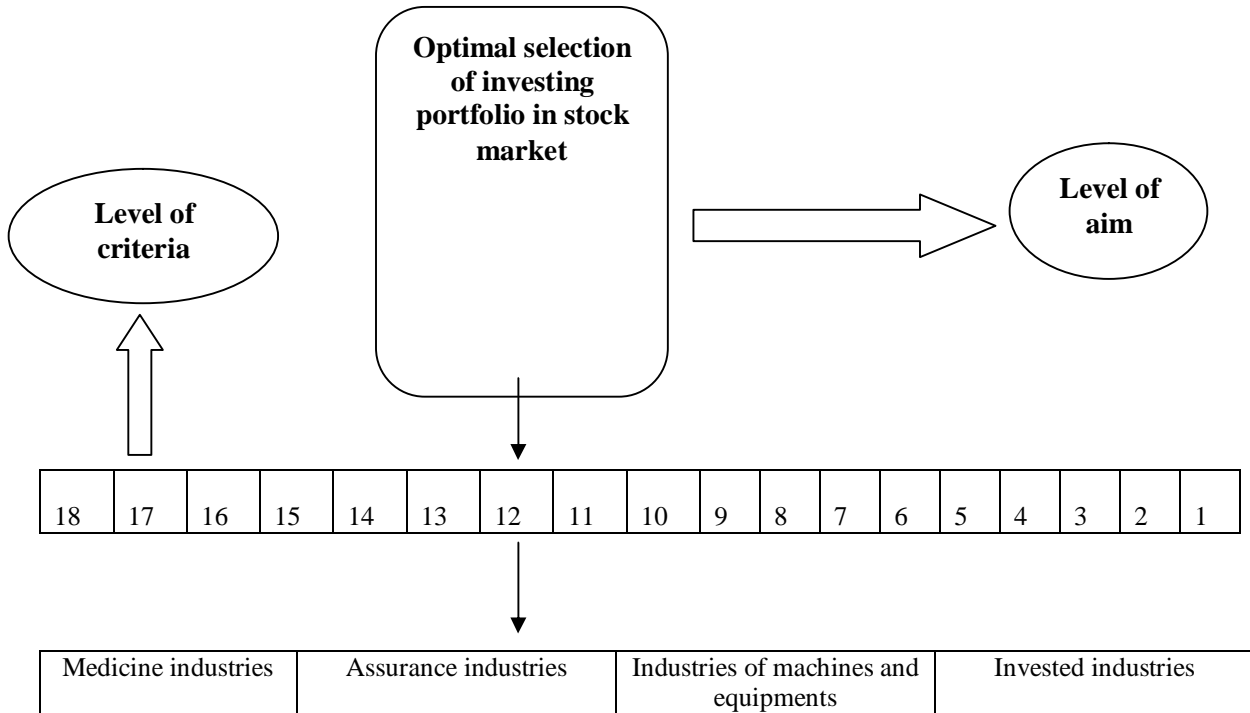 Optimal selection
of investing
portfolio in stock
market
Level of
criteria
Level of
aim
18 17 16 15 14 13 12 11 10 9 8 7 6 5 4 3 2 1
Medicine industries Assurance industries Industries of machines and Invested industries
equipments